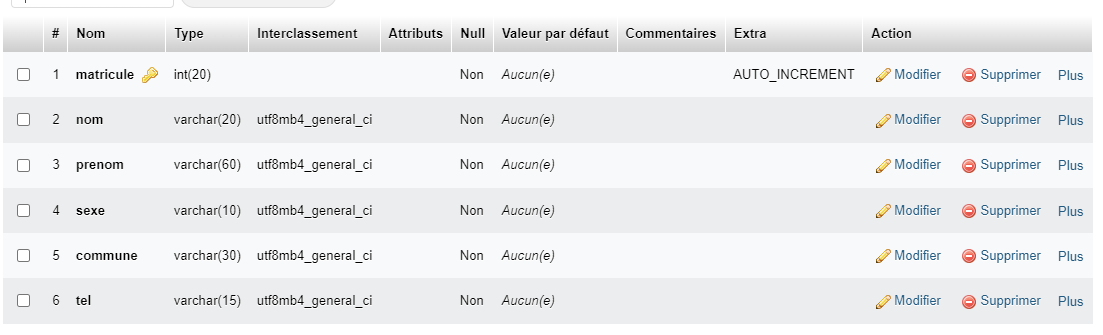 # Nom Type Interclassement Attributs Null Valeur par défaut Commentaires Extra Action
1 matricule int(20) Non Aucun(e) AUTO_INCREMENT Modifier Supprimer Plus
2 nom varchar(20) utf8mb4_general_ci Non Aucun(e) Modifier Supprimer Plus
3 prenom varchar(60) utf8mb4_general_ci Non Aucun(e) Modifier Supprimer Plus
4 sexe varchar(10) utf8mb4_general_ci Non Aucun(e) Modifier Supprimer Plus
5 commune varchar(30) utf8mb4_general_ci Non Aucun(e) Modifier Supprimer Plus
6 tel varchar(15) utf8mb4_general_ci Non Aucun(e) Modifier Supprimer Plus